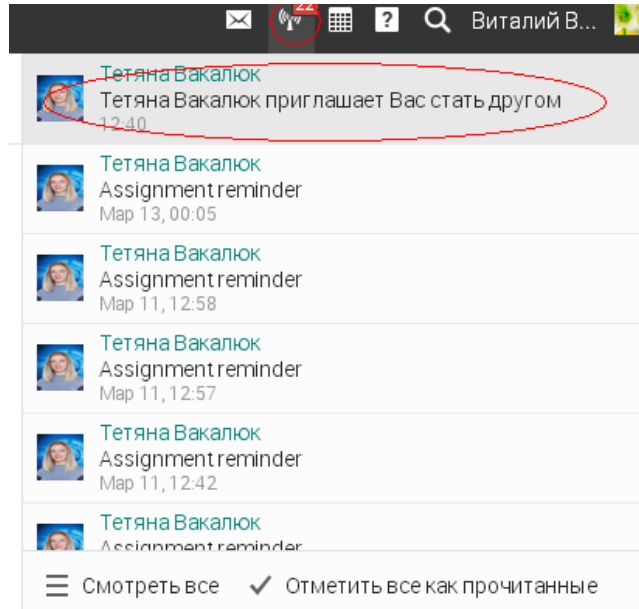 22
? Виталий В...
Тетяна Вакалюк
Тетяна Вакалюк приглашает Вас стать другом
12:40
Тетяна Вакалюк
Assignment reminder
Мар 13, 00:05
Тетяна Вакалюк
Assignment reminder
Мар 11, 12:58
Тетяна Вакалюк
Assignment reminder
Мар 11, 12:57
Тетяна Вакалюк
Assignment reminder
Мар 11, 12:42
Тетяна Вакалюк
Assignment reminder
Смотреть все Отметить все как прочитанные